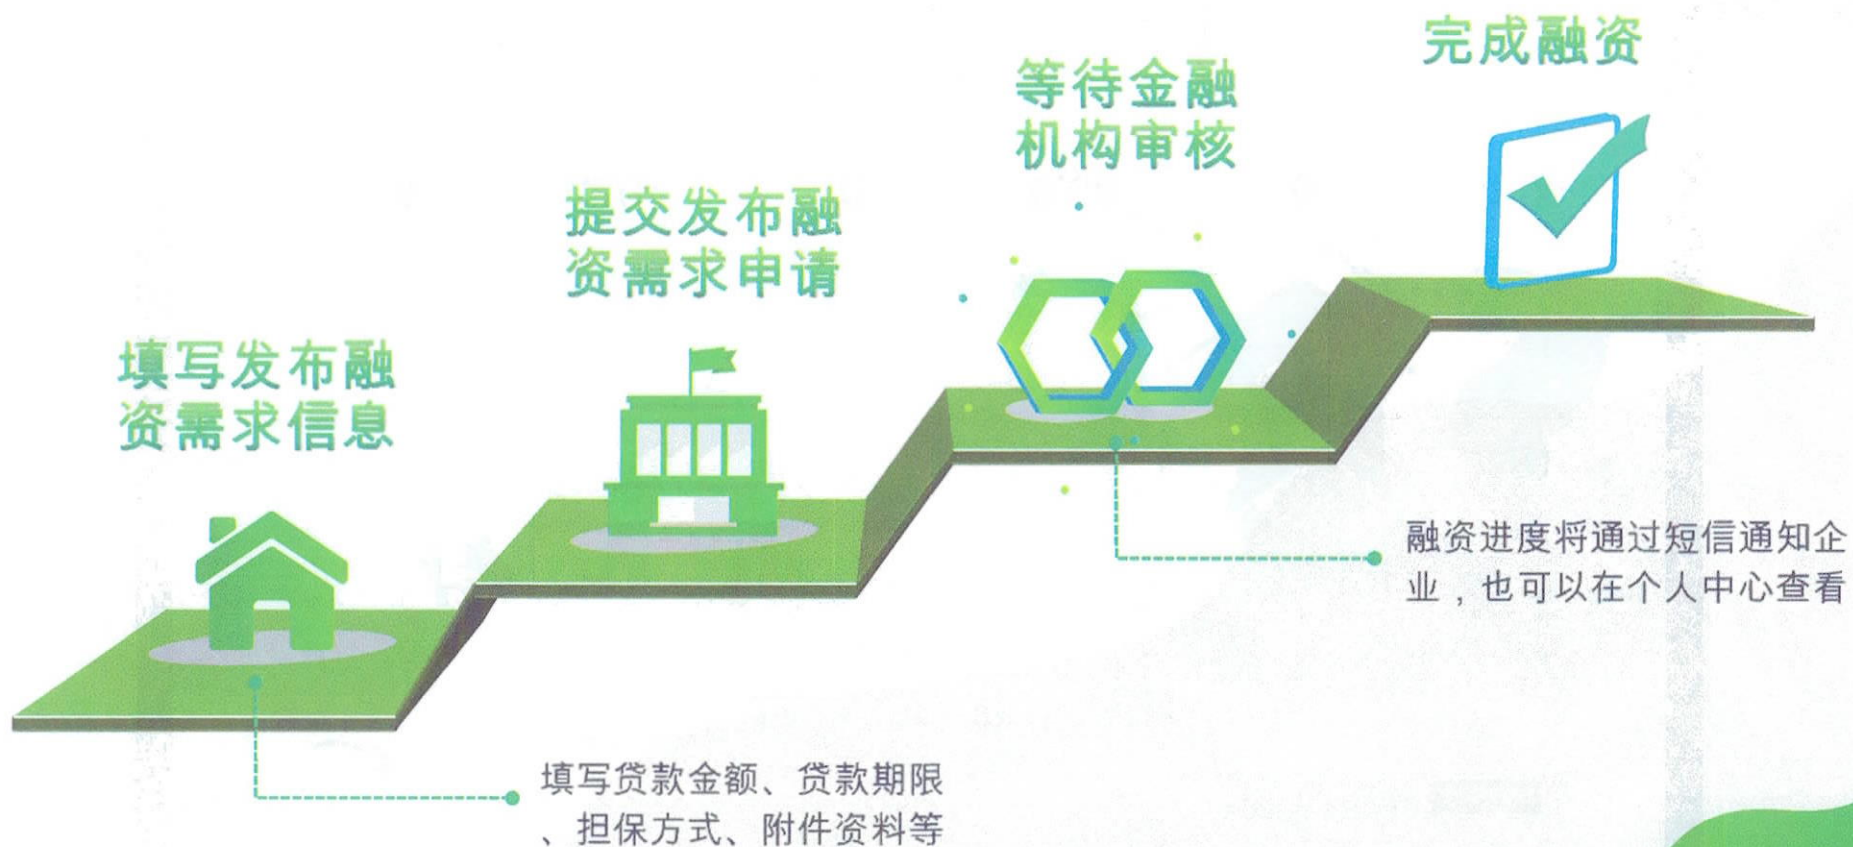 填写发布融
资需求信息
填写贷款金额、贷款期限
、担保方式、附件资料等
提交发布融
资需求申请
等待金融
机构审核
融资进度将通过短信通知企
业，也可以在个人中心查看
完成融资